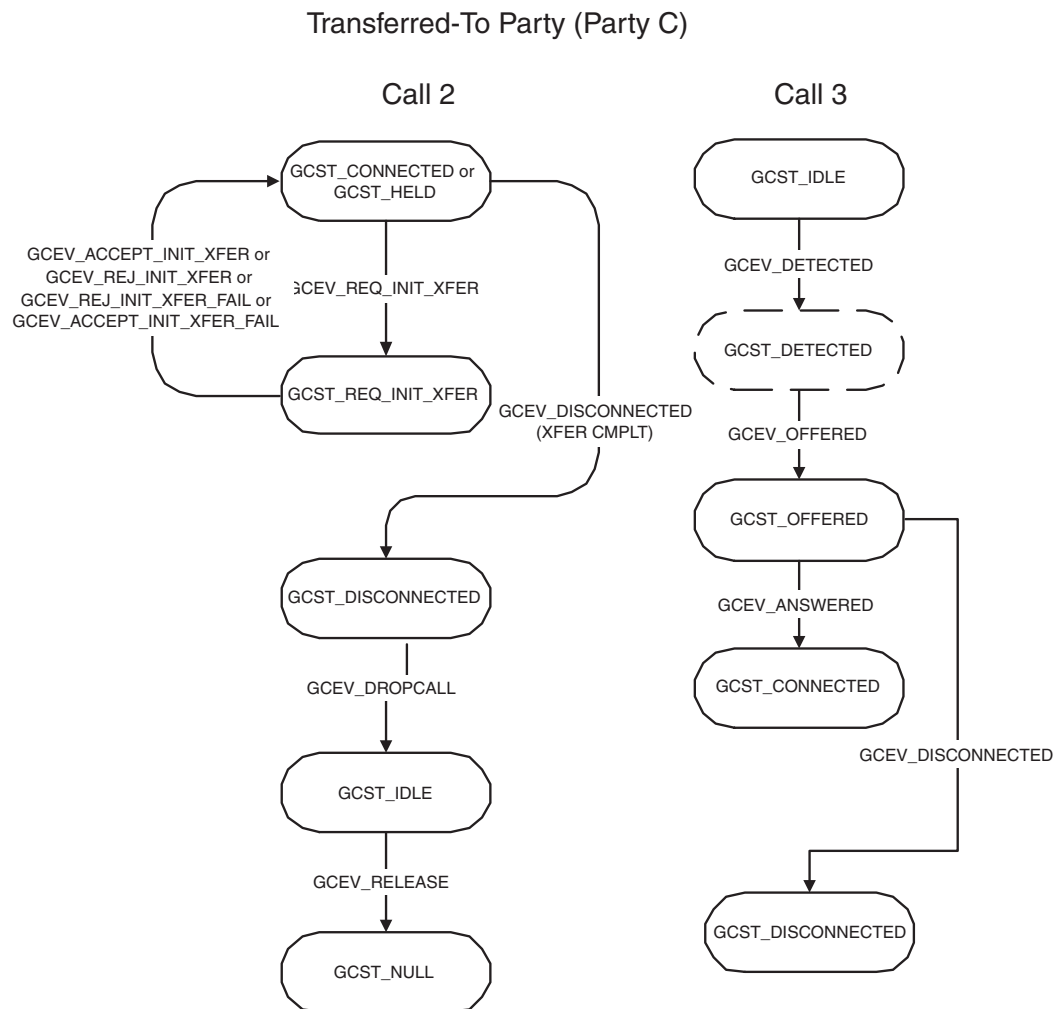 Transferred-To Party (Party C)
Call 2
GCST_CONNECTED or
GCST_HELD
GCEV_ACCEPT_INIT_XFER or
GCEV_REJ_INIT_XFER or
GCEV_REJ_INIT_XFER_FAIL or
GCEV_ACCEPT_INIT_XFER_FAIL
GCEV_REQ_INIT_XFER
GCST_REQ_INIT_XFER
GCEV_DISCONNECTED
(XFER CMPLT)
GCST_DISCONNECTED
GCEV_DROPCALL
GCST_IDLE
GCEV_RELEASE
GCST_NULL
Call 3
GCST_IDLE
GCEV_DETECTED
GCST_DETECTED
GCEV_OFFERED
GCST_OFFERED
GCEV_ANSWERED
GCST_CONNECTED
GCEV_DISCONNECTED
GCST_DISCONNECTED